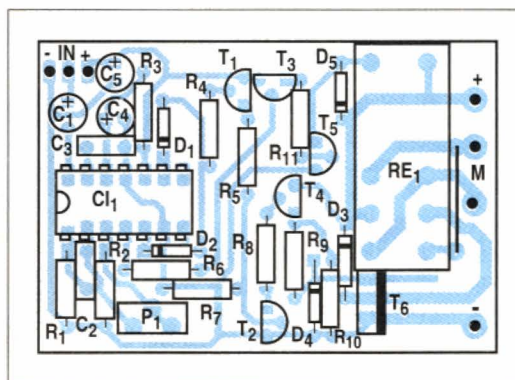 - IN +
C5
R3
T1
T3
D5
+
R4
C1
C4
C3
D1
R11
T5
M
R5
RE1
CI1
T4
D2
D3
R2
R6
R8
R9
R7
P1
T6
R1
C2
T2
D4
R10
-